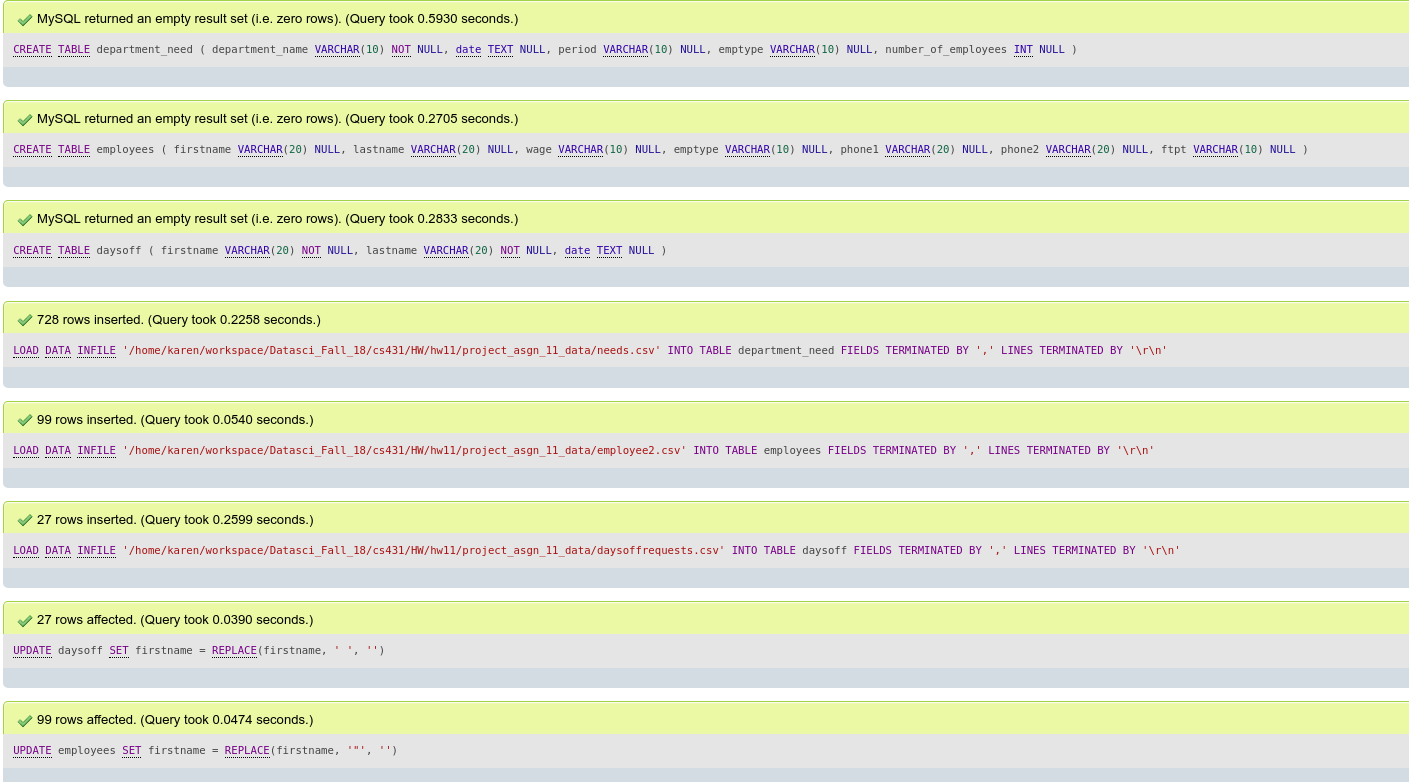 MySQL returned an empty result set (i.e. zero rows). (Query took 0.5930 seconds.)
CREATE TABLE department_need ( department_name VARCHAR(10) NOT NULL, date TEXT NULL, period VARCHAR(10) NULL, emptype VARCHAR(10) NULL, number_of_employees INT NULL )
MySQL returned an empty result set (i.e. zero rows). (Query took 0.2705 seconds.)
CREATE TABLE employees ( firstname VARCHAR(20) NULL, lastname VARCHAR(20) NULL, wage VARCHAR(10) NULL, emptype VARCHAR(10) NULL, phone1 VARCHAR(20) NULL, phone2 VARCHAR(20) NULL, ftpt VARCHAR(10) NULL )
MySQL returned an empty result set (i.e. zero rows). (Query took 0.2833 seconds.)
CREATE TABLE daysoff ( firstname VARCHAR(20) NOT NULL, lastname VARCHAR(20) NOT NULL, date TEXT NULL )
728 rows inserted. (Query took 0.2258 seconds.)
LOAD DATA INFILE '/home/karen/workspace/Datasci_Fall_18/cs431/HW/hw11/project_asgn_11_data/needs.csv' INTO TABLE department_need FIELDS TERMINATED BY ',' LINES TERMINATED BY '\r\n'
99 rows inserted. (Query took 0.0540 seconds.)
LOAD DATA INFILE '/home/karen/workspace/Datasci_Fall_18/cs431/HW/hw11/project_asgn_11_data/employee2.csv' INTO TABLE employees FIELDS TERMINATED BY ',' LINES TERMINATED BY '\r\n'
27 rows inserted. (Query took 0.2599 seconds.)
LOAD DATA INFILE '/home/karen/workspace/Datasci_Fall_18/cs431/HW/hw11/project_asgn_11_data/daysoffrequests.csv' INTO TABLE daysoff FIELDS TERMINATED BY ',' LINES TERMINATED BY '\r\n'
27 rows affected. (Query took 0.0390 seconds.)
UPDATE daysoff SET firstname = REPLACE(firstname, ' ', '')
99 rows affected. (Query took 0.0474 seconds.)
UPDATE employees SET firstname = REPLACE(firstname, '"', '')